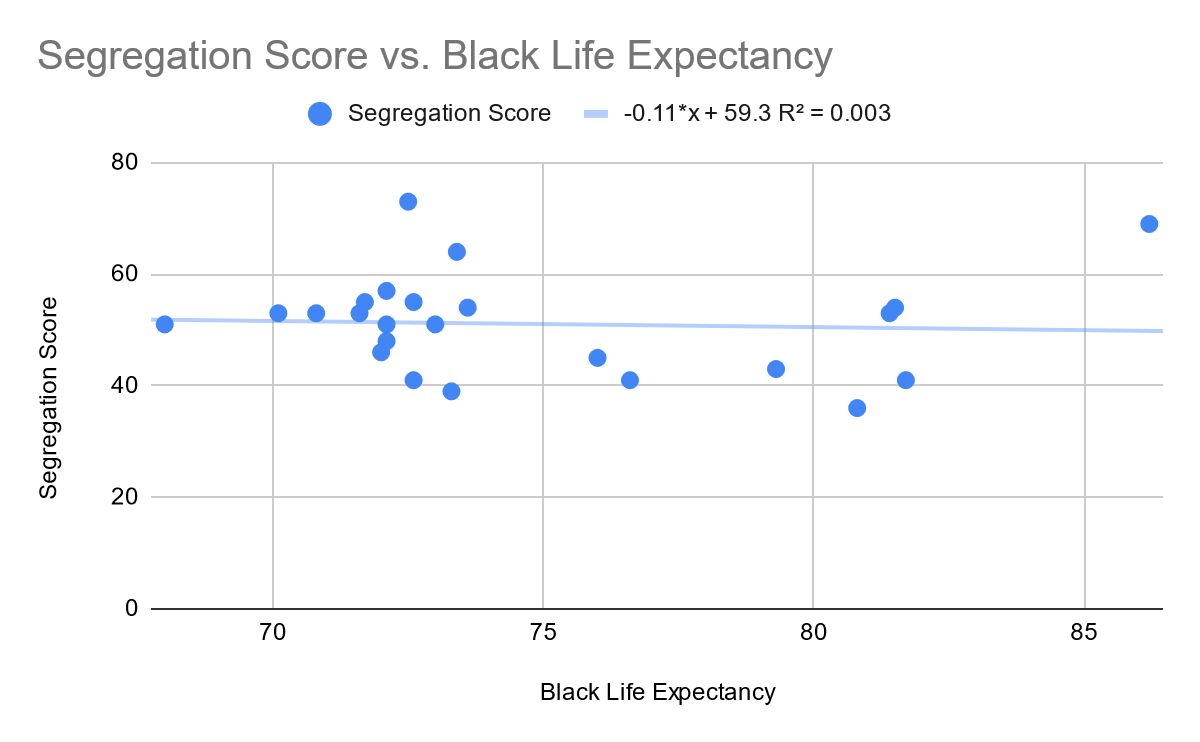 Segregation Score vs. Black Life Expectancy
Segregation Score
-0.11*x + 59.3 R² = 0.003
80
60
40
20
0
Segregation Score
70
75
80
85
Black Life Expectancy